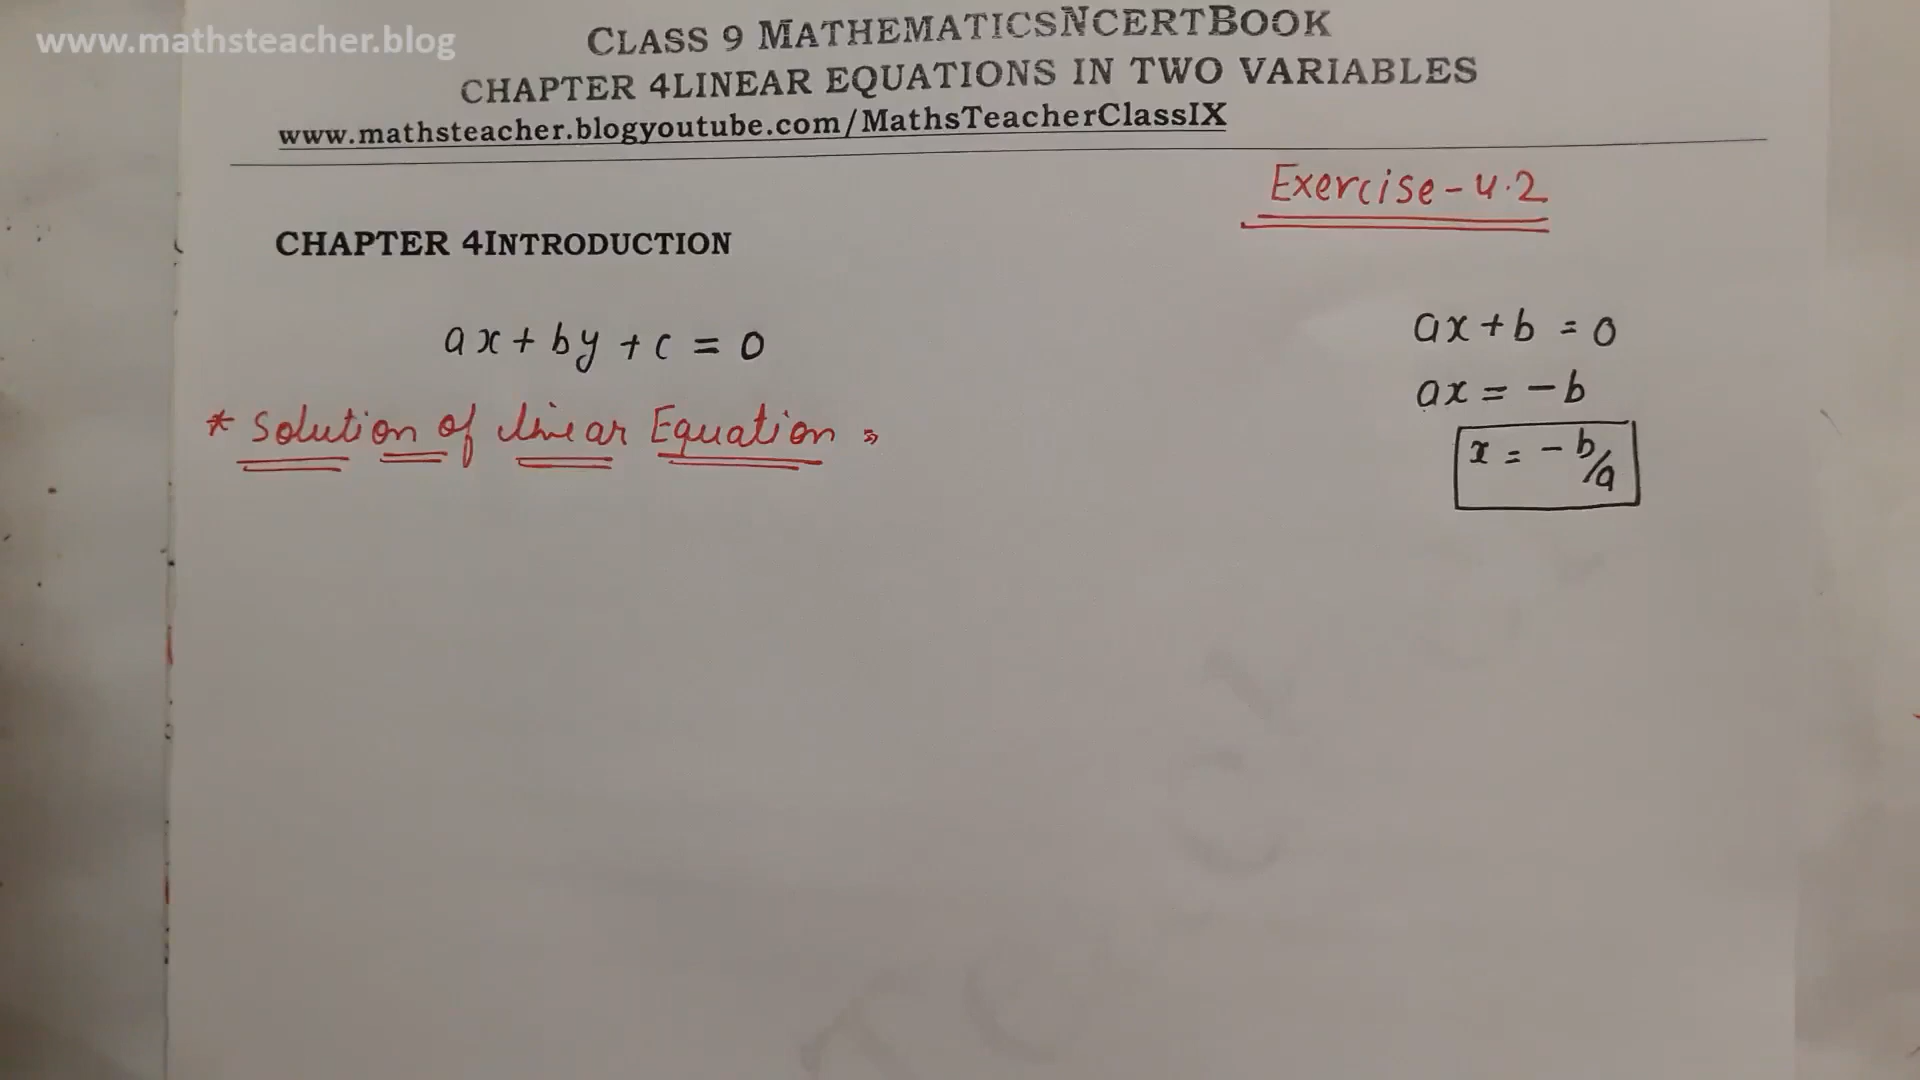 www.mathsteacher.blog
CLASS 9 MATHEMATICSNCERTBOOK
CHAPTER 4LINEAR EQUATIONS IN TWO VARIABLES
www.mathsteacher.blogyoutube.com/MathsTeacherClassIX
Exercise-4.2
CHAPTER 4INTRODUCTION
ax+by+c=0
* Solution of linear Equation
ax+b=0
ax=-b
x=-b/a